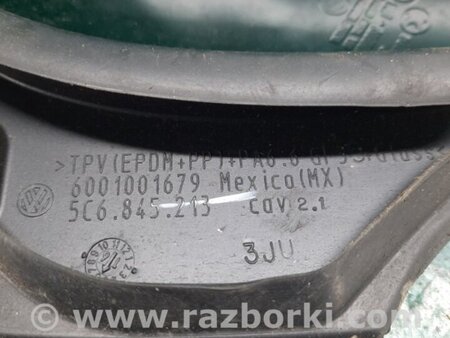 >TPV(EPDM+PP)+PA6.6
6001001679 Mexico(MX)
5C6.845.213 Cav 2.1
3JU
www.razborki.com